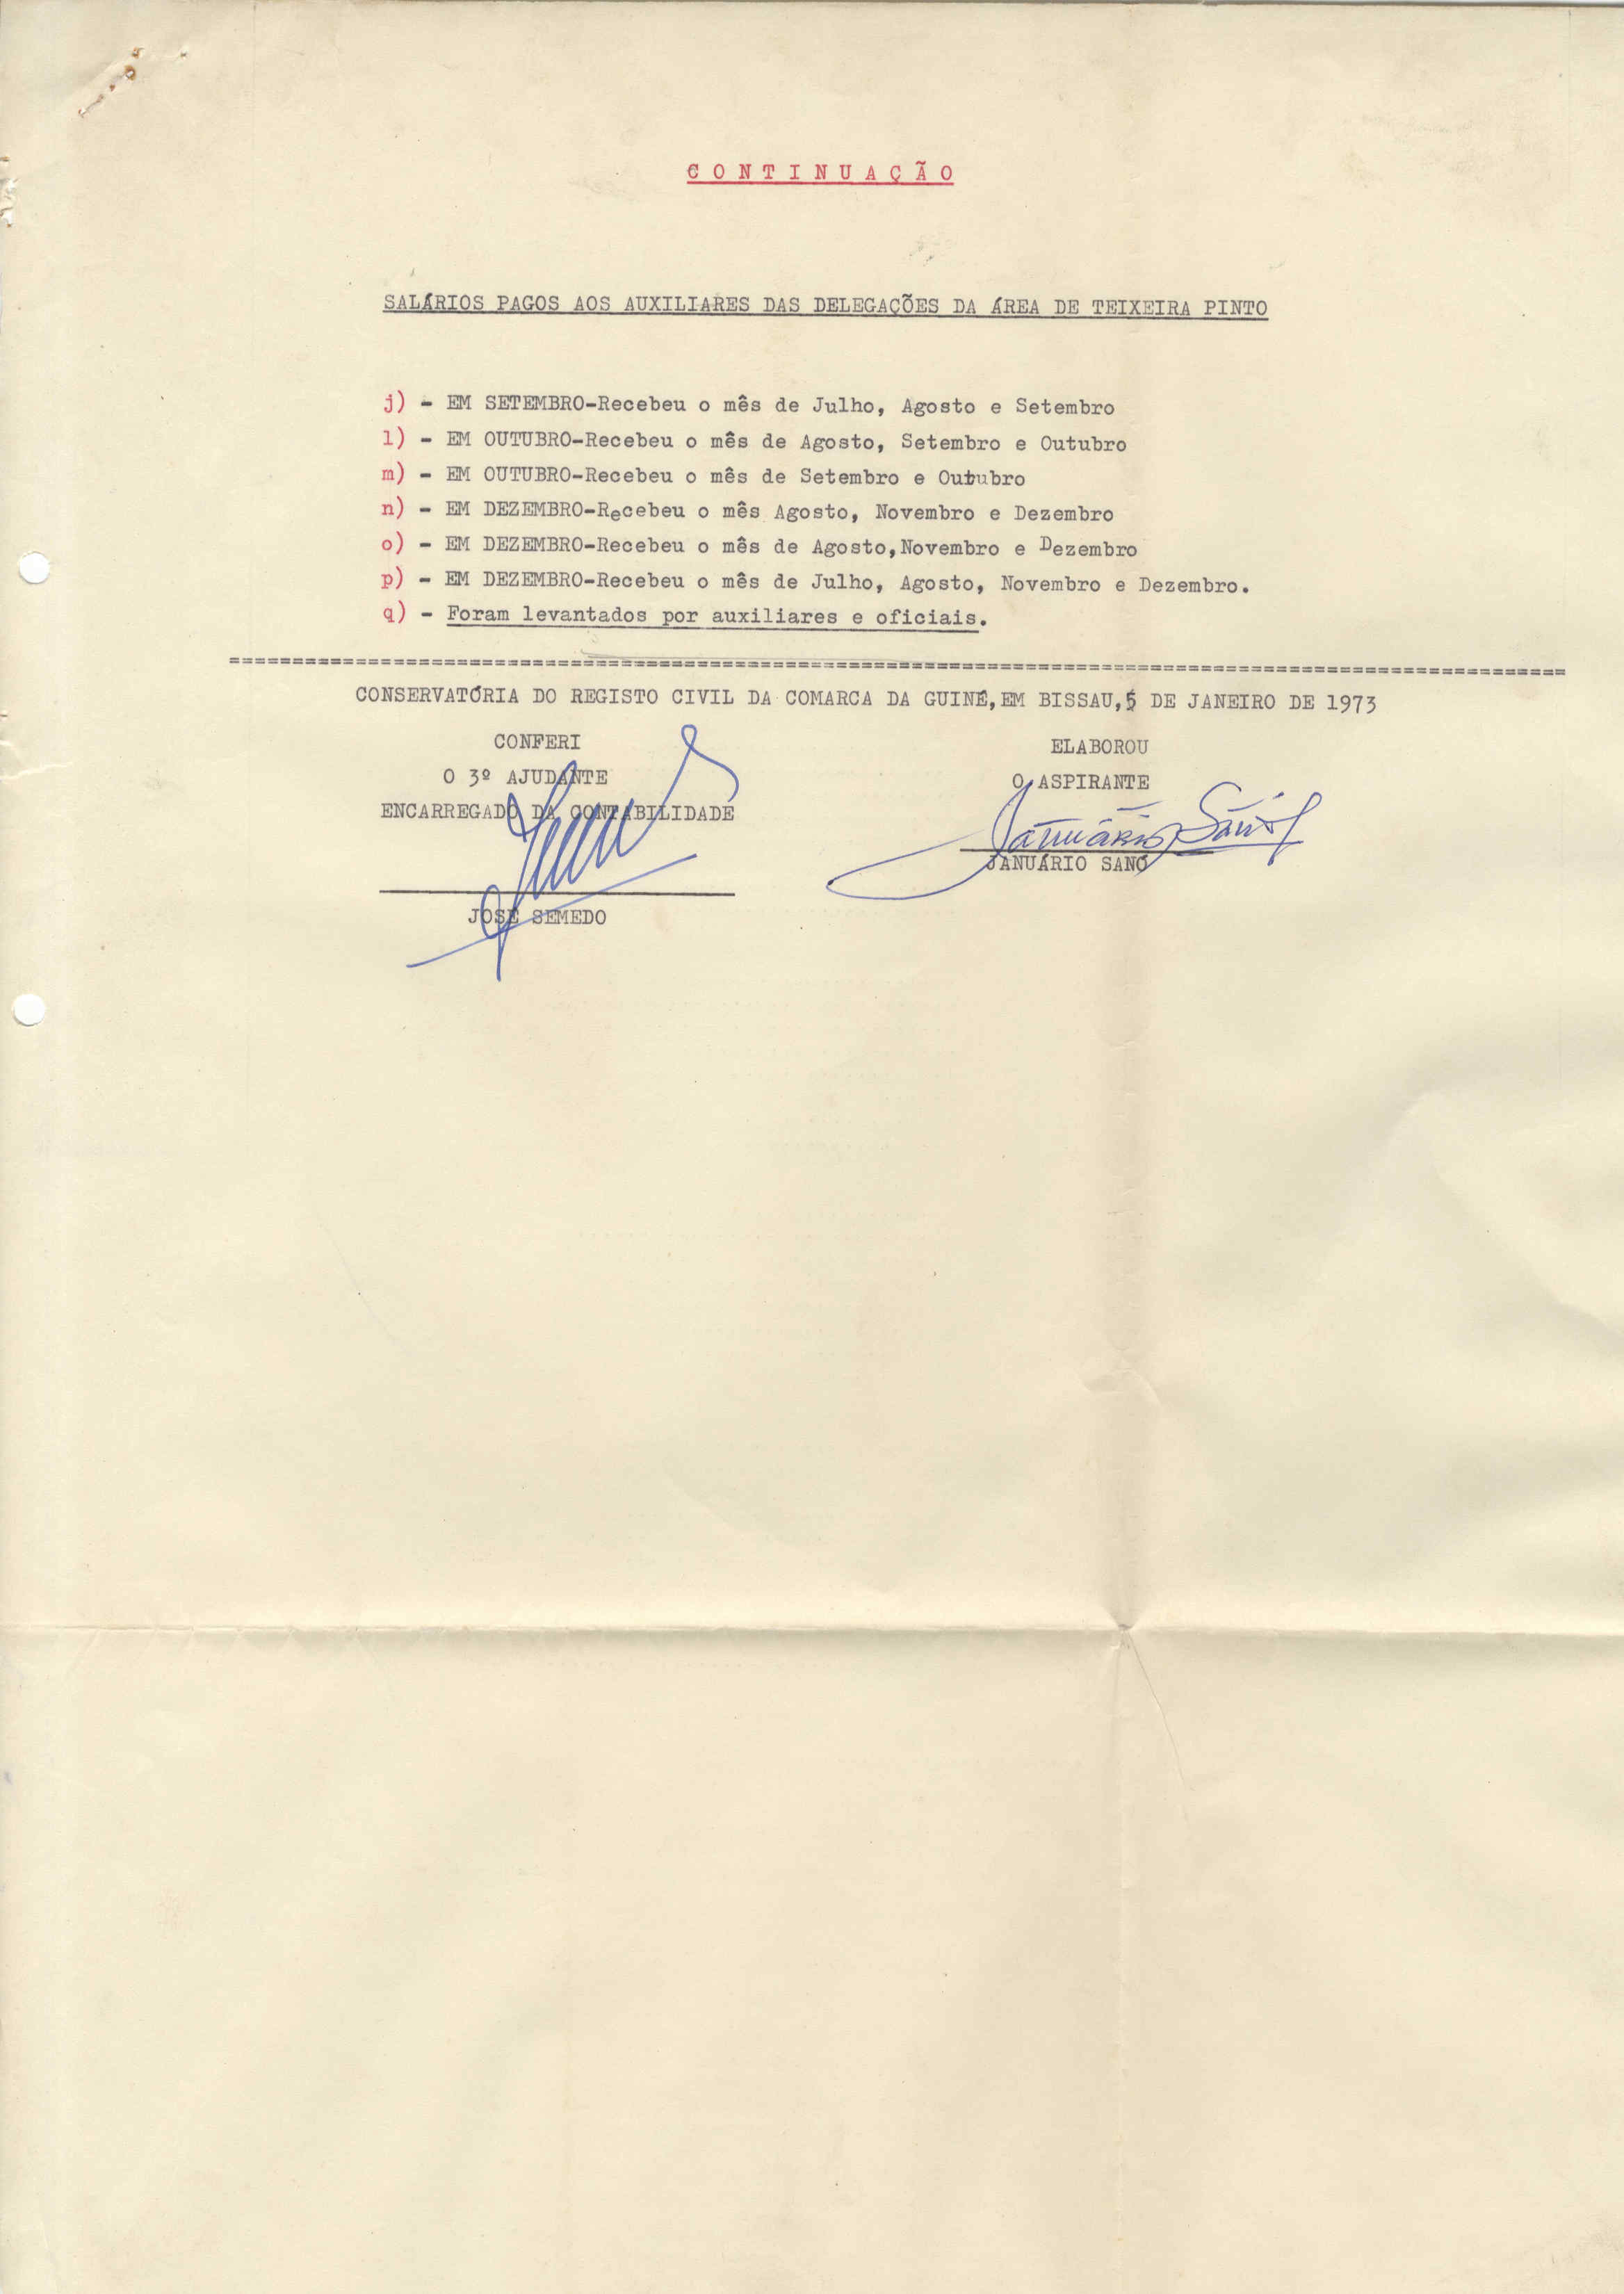 CONTINUAÇÃO
SALÁRIOS PAGOS AOS AUXILIARES DAS DELEGAÇÕES DA ÁREA DE TEIXEIRA PINTO
j) - EM SETEMBRO-Recebeu o mês de Julho, Agosto e Setembro
l) - EM OUTUBRO-Recebeu o mês de Agosto, Setembro e Outubro
m) - EM OUTUBRO-Recebeu o mês de Setembro e Outubro
n) - EM DEZEMBRO-Recebeu o mês Agosto, Novembro e Dezembro
o) - EM DEZEMBRO-Recebeu o mês de Agosto,Novembro e Dezembro
p) - EM DEZEMBRO-Recebeu o mês de Julho, Agosto, Novembro e Dezembro.
q) - Foram levantados por auxiliares e oficiais.
CONSERVATÓRIA DO REGISTO CIVIL DA COMARCA DA GUINÉ,EM BISSAU,5 DE JANEIRO DE 1973
CONFERI
O 3º AJUDANTE
ENCARREGADO DA CONTABILIDADE
JOSÉ SEMEDO
ELABOROU
O ASPIRANTE
Januário Sanó
JANUÁRIO SANÓ